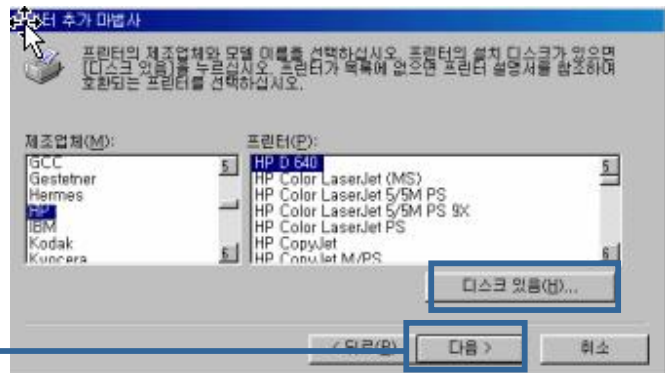 프린터 추가 마법사
프린터의 제조업체와 모델 이름을 선택하십시오. 프린터의 설치 디스크가 있으면
[디스크 있음]을 누르십시오. 프린터가 목록에 없으면 프린터 설명서를 참조하여
호환되는 프린터를 선택하십시오.
제조업체(M):
프린터(P):
GCC
Gestetner
Hermes
HP
IBM
Kodak
Kyocera
HP D 640
HP Color LaserJet (MS)
HP Color LaserJet 5/5M PS
HP Color LaserJet 5/5M PS 9X
HP Color LaserJet PS
HP CopyJet
HP CopyJet M/PS
디스크 있음(H)...
< 뒤로(B)
다음 >
취소